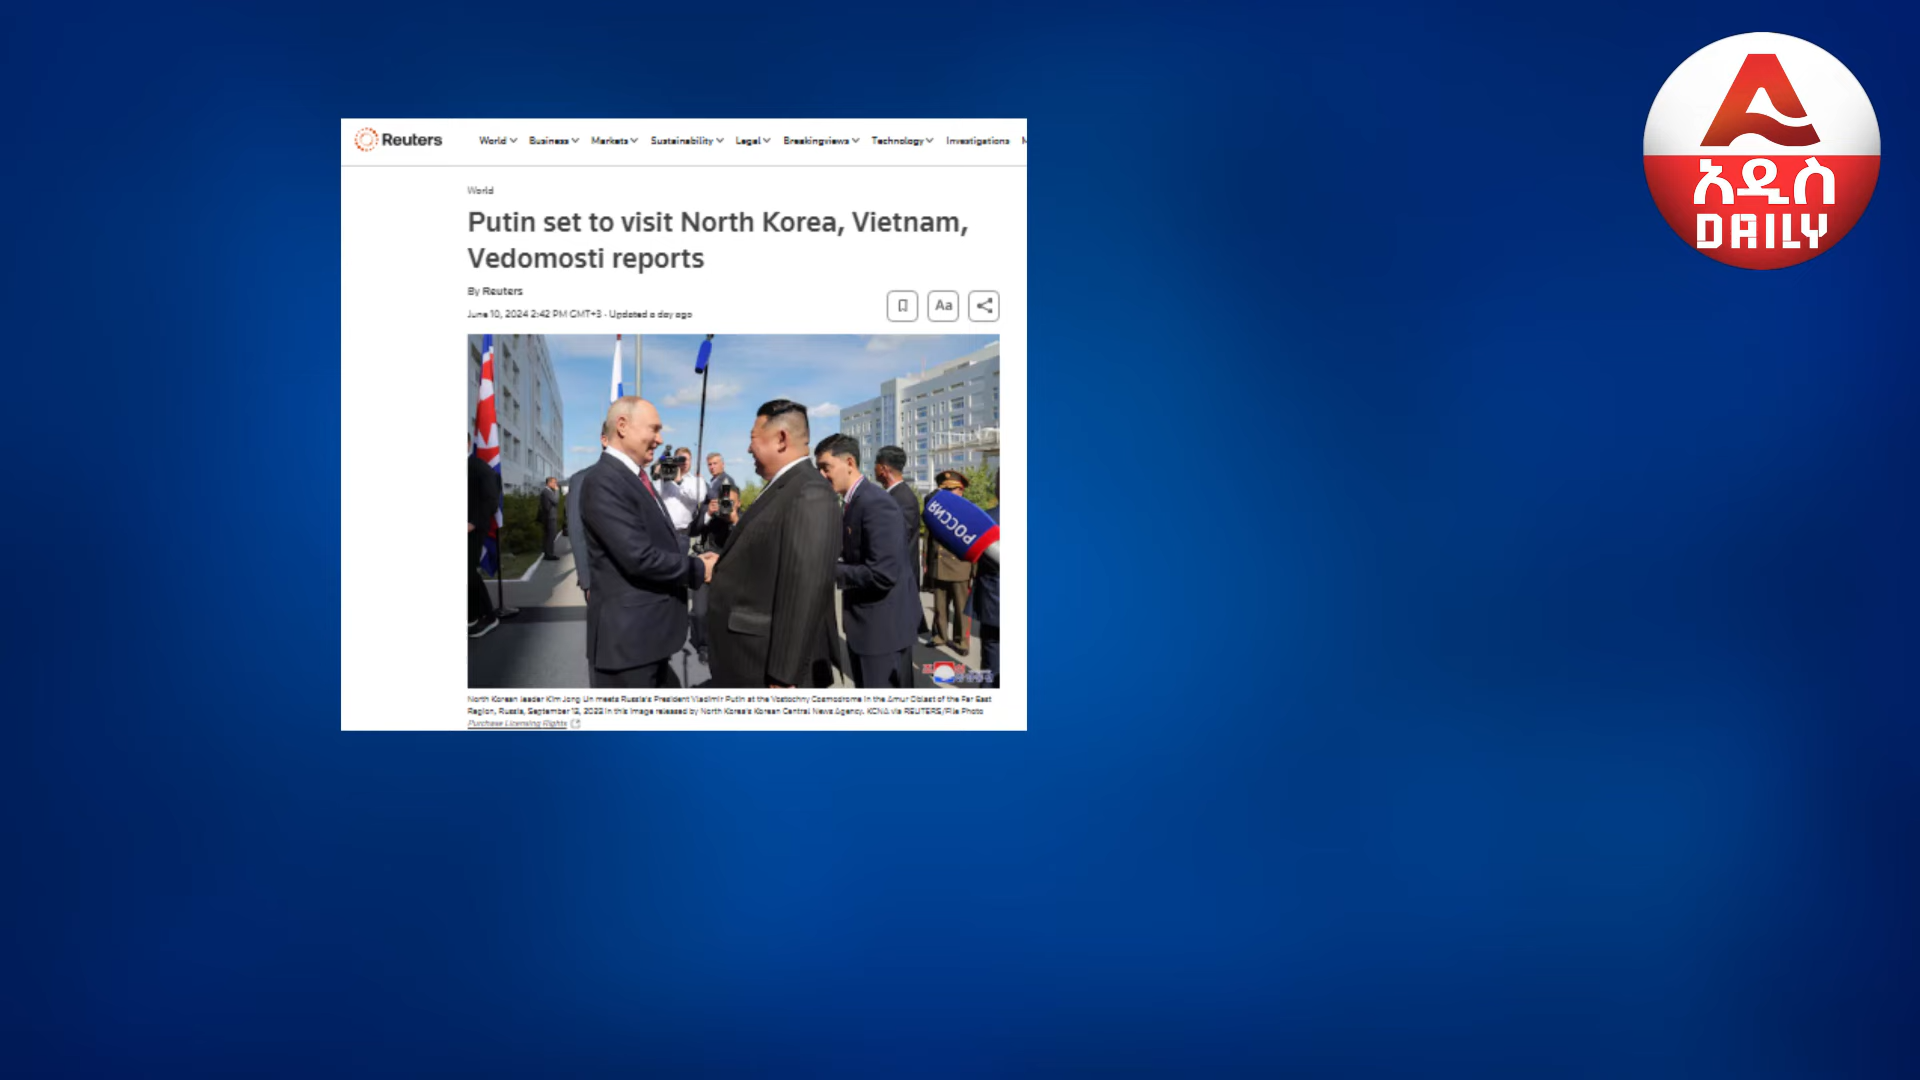 Reuters
World Business Markets Sustainability Legal Breakingviews Technology Investigations
አዲስ
DAILY
World
Putin set to visit North Korea, Vietnam,
Vedomosti reports
By Reuters
June 10, 2024 2:42 PM GMT+3 · Updated a day ago
Aa
РОССИЯ
North Korean leader Kim Jong Un meets Russia's President Vladimir Putin at the Vostochny Cosmodrome in the Amur Oblast of the Far East
Region, Russia, September 13, 2023 in this image released by North Korea's Korean Central News Agency. KCNA via REUTERS/File Photo
Purchase Licensing Rights